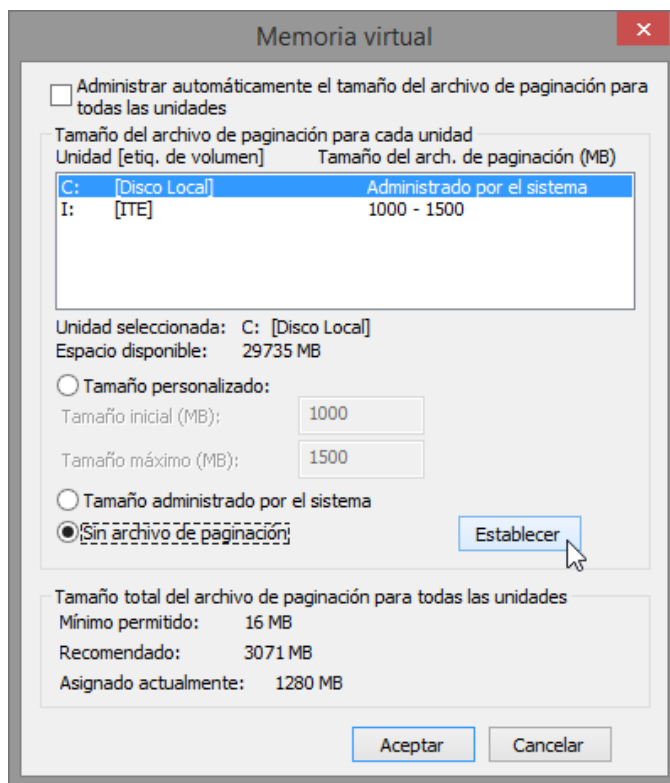 Memoria virtual
Administrar automáticamente el tamaño del archivo de paginación para
todas las unidades
Tamaño del archivo de paginación para cada unidad
Unidad [etiq. de volumen] Tamaño del arch. de paginación (MB)
C: [Disco Local] Administrado por el sistema
I: [ITE] 1000 - 1500
Unidad seleccionada: C: [Disco Local]
Espacio disponible: 29735 MB
Tamaño personalizado:
Tamaño inicial (MB): 1000
Tamaño máximo (MB): 1500
Tamaño administrado por el sistema
Sin archivo de paginación Establecer
Tamaño total del archivo de paginación para todas las unidades
Mínimo permitido: 16 MB
Recomendado: 3071 MB
Asignado actualmente: 1280 MB
Aceptar Cancelar